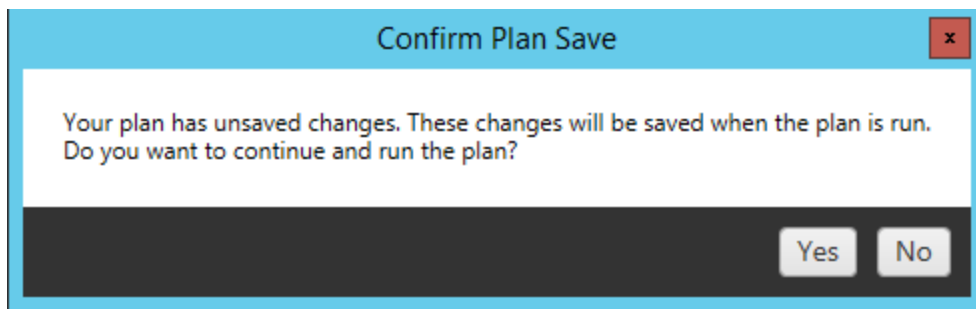 Confirm Plan Save
x
Your plan has unsaved changes. These changes will be saved when the plan is run.
Do you want to continue and run the plan?
Yes No